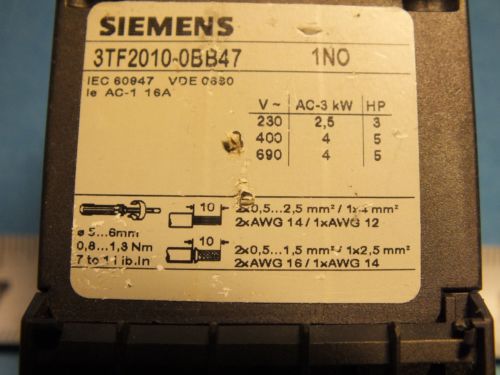 SIEMENS
3TF2010-0BB47 1NO
IEC 60947 VDE 0660
Ie AC-1 16A
V ~ AC-3 kW HP
230 2,5 3
400 4 5
690 4 5
10 2x0,5...2,5 mm² / 1x4 mm²
ø 5...6mm 2xAWG 14 / 1xAWG 12
0,8...1,3 Nm 10 2x0,5...1,5 mm² / 1x2,5 mm²
7 to 11 lb.in 2xAWG 16 / 1xAWG 14